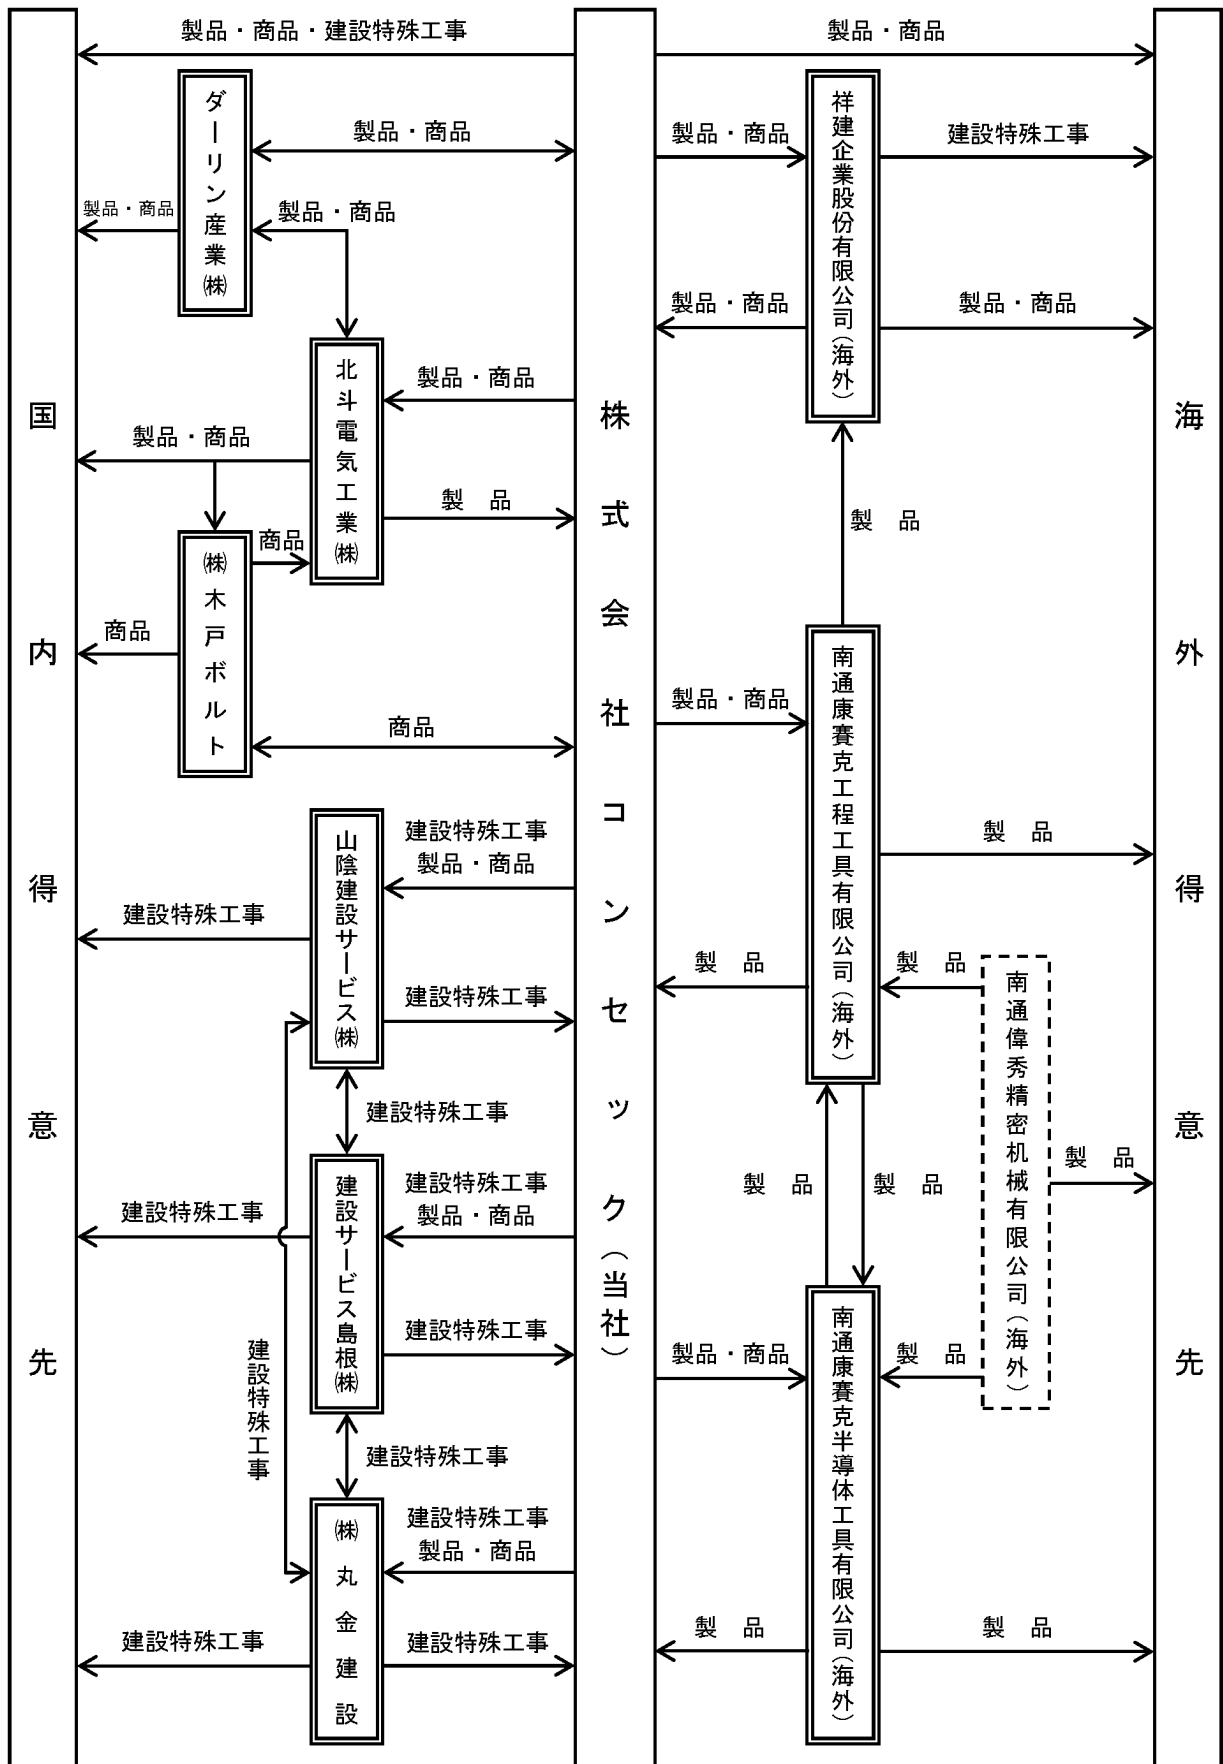 国内得意先
株式会社コンセック（当社）
海外得意先
製品・商品・建設特殊工事
製品・商品
ダーリン産業㈱
製品・商品
製品・商品
製品・商品
北斗電気工業㈱
製品・商品
製品・商品
製　品
㈱木戸ボルト
商品
商品
商品
山陰建設サービス㈱
建設特殊工事
製品・商品
建設特殊工事
建設特殊工事
建設特殊工事
建設サービス島根㈱
建設特殊工事
製品・商品
建設特殊工事
建設特殊工事
建設特殊工事
建設特殊工事
㈱丸金建設
建設特殊工事
製品・商品
建設特殊工事
建設特殊工事
祥建企業股份有限公司（海外）
製品・商品
建設特殊工事
製品・商品
製品・商品
製　品
南通康賽克工程工具有限公司（海外）
製品・商品
製　品
製　品
製　品
南通偉秀精密机械有限公司（海外）
製　品
製　品
製　品
南通康賽克半導体工具有限公司（海外）
製品・商品
製　品
製　品
製　品